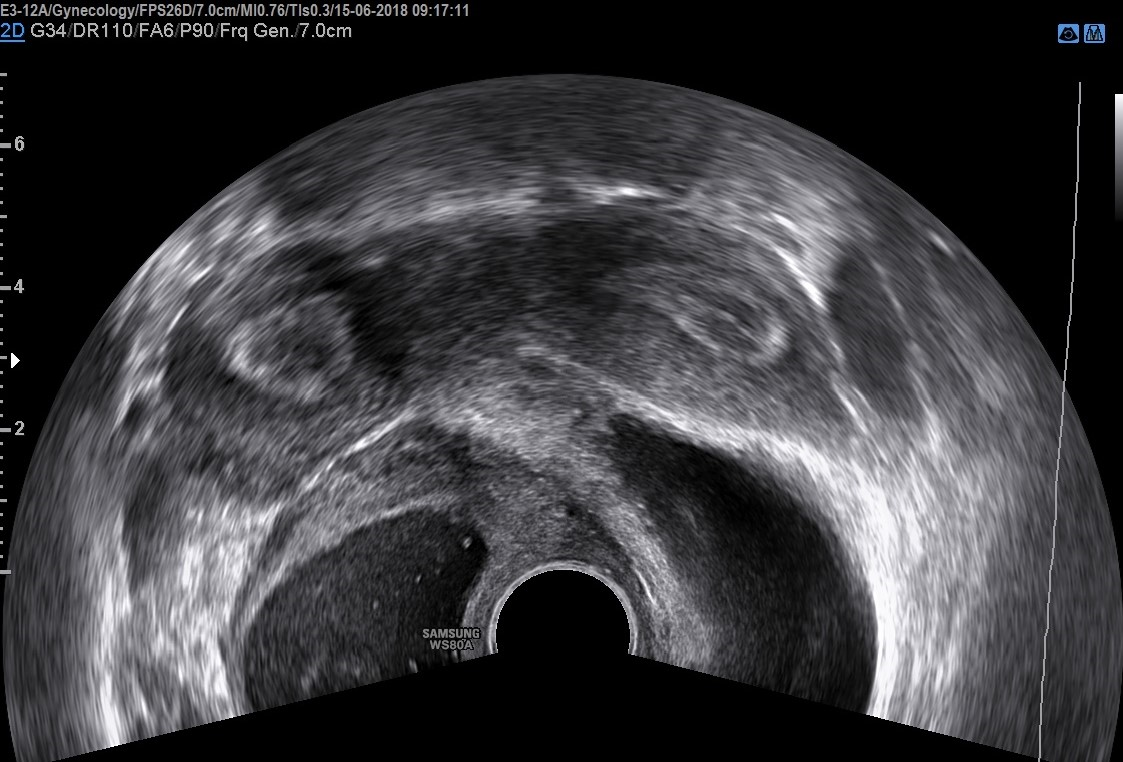 E3-12A/Gynecology/FPS26D/7.0cm/MI0.76/TIs0.3/15-06-2018 09:17:11
2D G34/DR110/FA6/P90/Frq Gen./7.0cm
6
4
2
SAMSUNG
WS80A